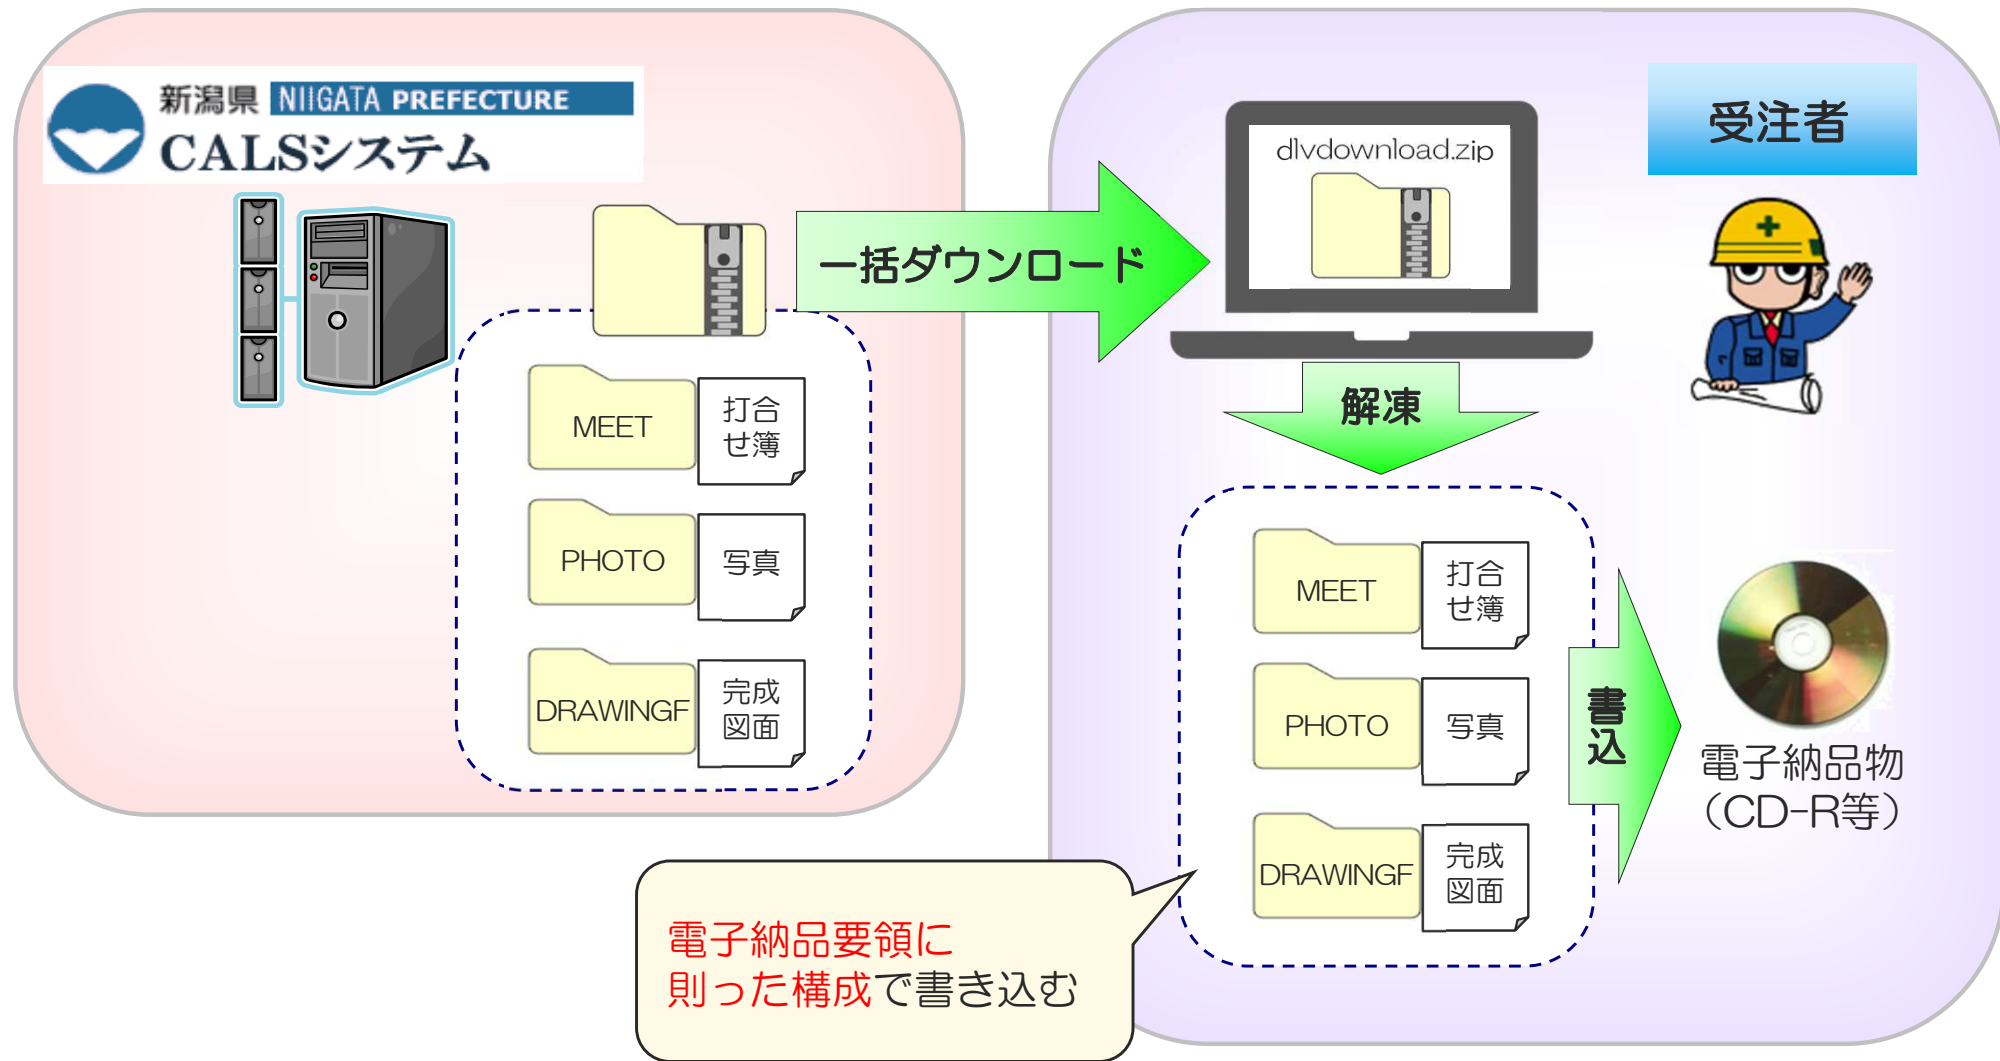 新潟県 NIIGATA PREFECTURE
CALSシステム
一括ダウンロード
MEET
打合
せ簿
PHOTO
写真
DRAWINGF
完成
図面
受注者
dlvdownload.zip
解凍
MEET
打合
せ簿
PHOTO
写真
DRAWINGF
完成
図面
書
込
電子納品物
（CD-R等）
電子納品要領に
則った構成で書き込む